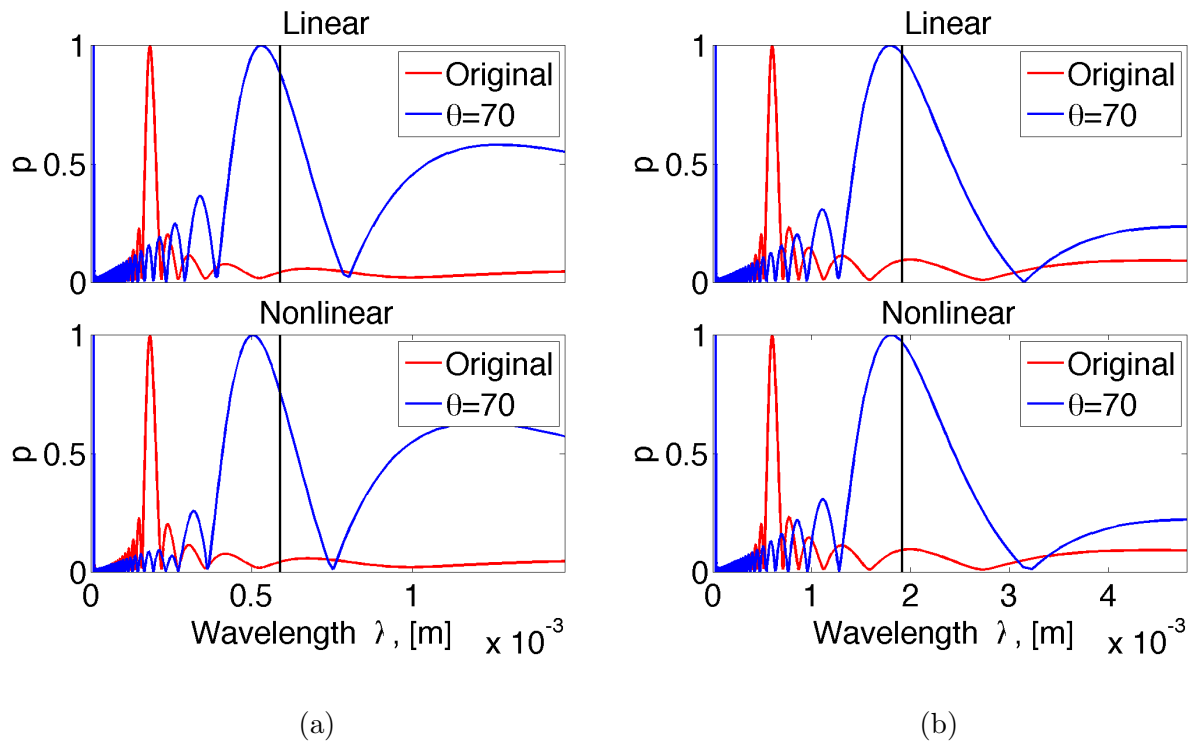 Linear
1
0.5
0
p
Original
θ=70
Nonlinear
1
0.5
0
p
Original
θ=70
0
0.5
1
Wavelength λ, [m]
x 10⁻³
(a)
Linear
1
0.5
0
p
Original
θ=70
Nonlinear
1
0.5
0
p
Original
θ=70
0
1
2
3
4
Wavelength λ, [m]
x 10⁻³
(b)